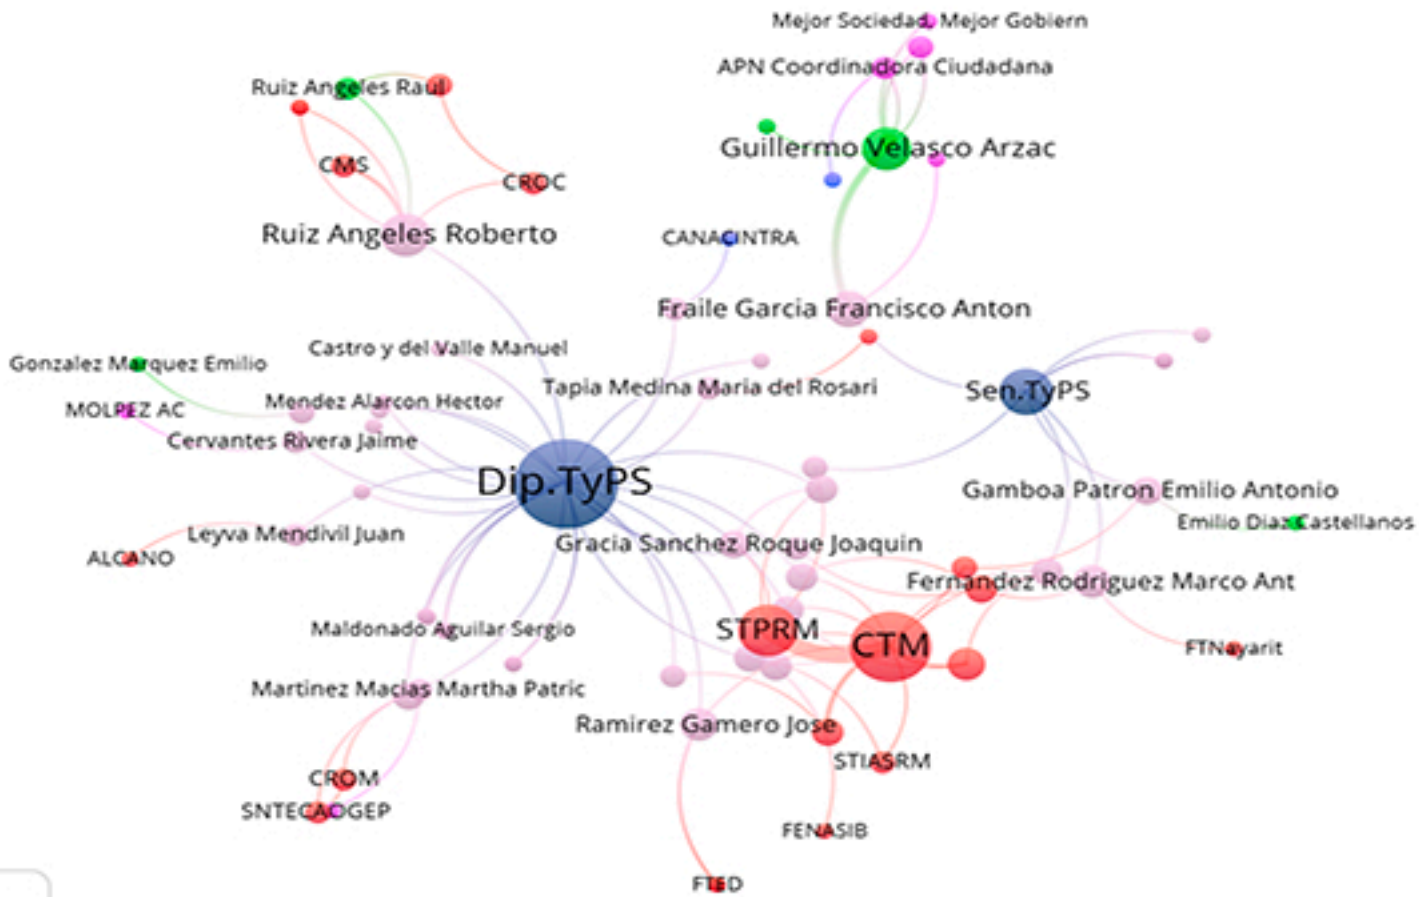 Mejor Sociedad, Mejor Gobiern
APN Coordinadora Ciudadana
Ruiz Angeles Raul
Guillermo Velasco Arzac
CMS
CROC
Ruiz Angeles Roberto
CANACINTRA
Fraile Garcia Francisco Anton
Castro y del Valle Manuel
Gonzalez Marquez Emilio
Tapia Medina Maria del Rosari
Sen.TyPS
Mendez Alarcon Hector
MOLPEZ AC
Cervantes Rivera Jaime
Dip.TyPS
Gamboa Patron Emilio Antonio
Emilio Diaz Castellanos
Leyva Mendivil Juan
Gracia Sanchez Roque Joaquin
ALCANO
Fernandez Rodriguez Marco Ant
Maldonado Aguilar Sergio
STPRM
CTM
FTNayarit
Martinez Macias Martha Patric
Ramirez Gamero Jose
STIASRM
CROM
SNTECAOGEP
FENASIB
FTED